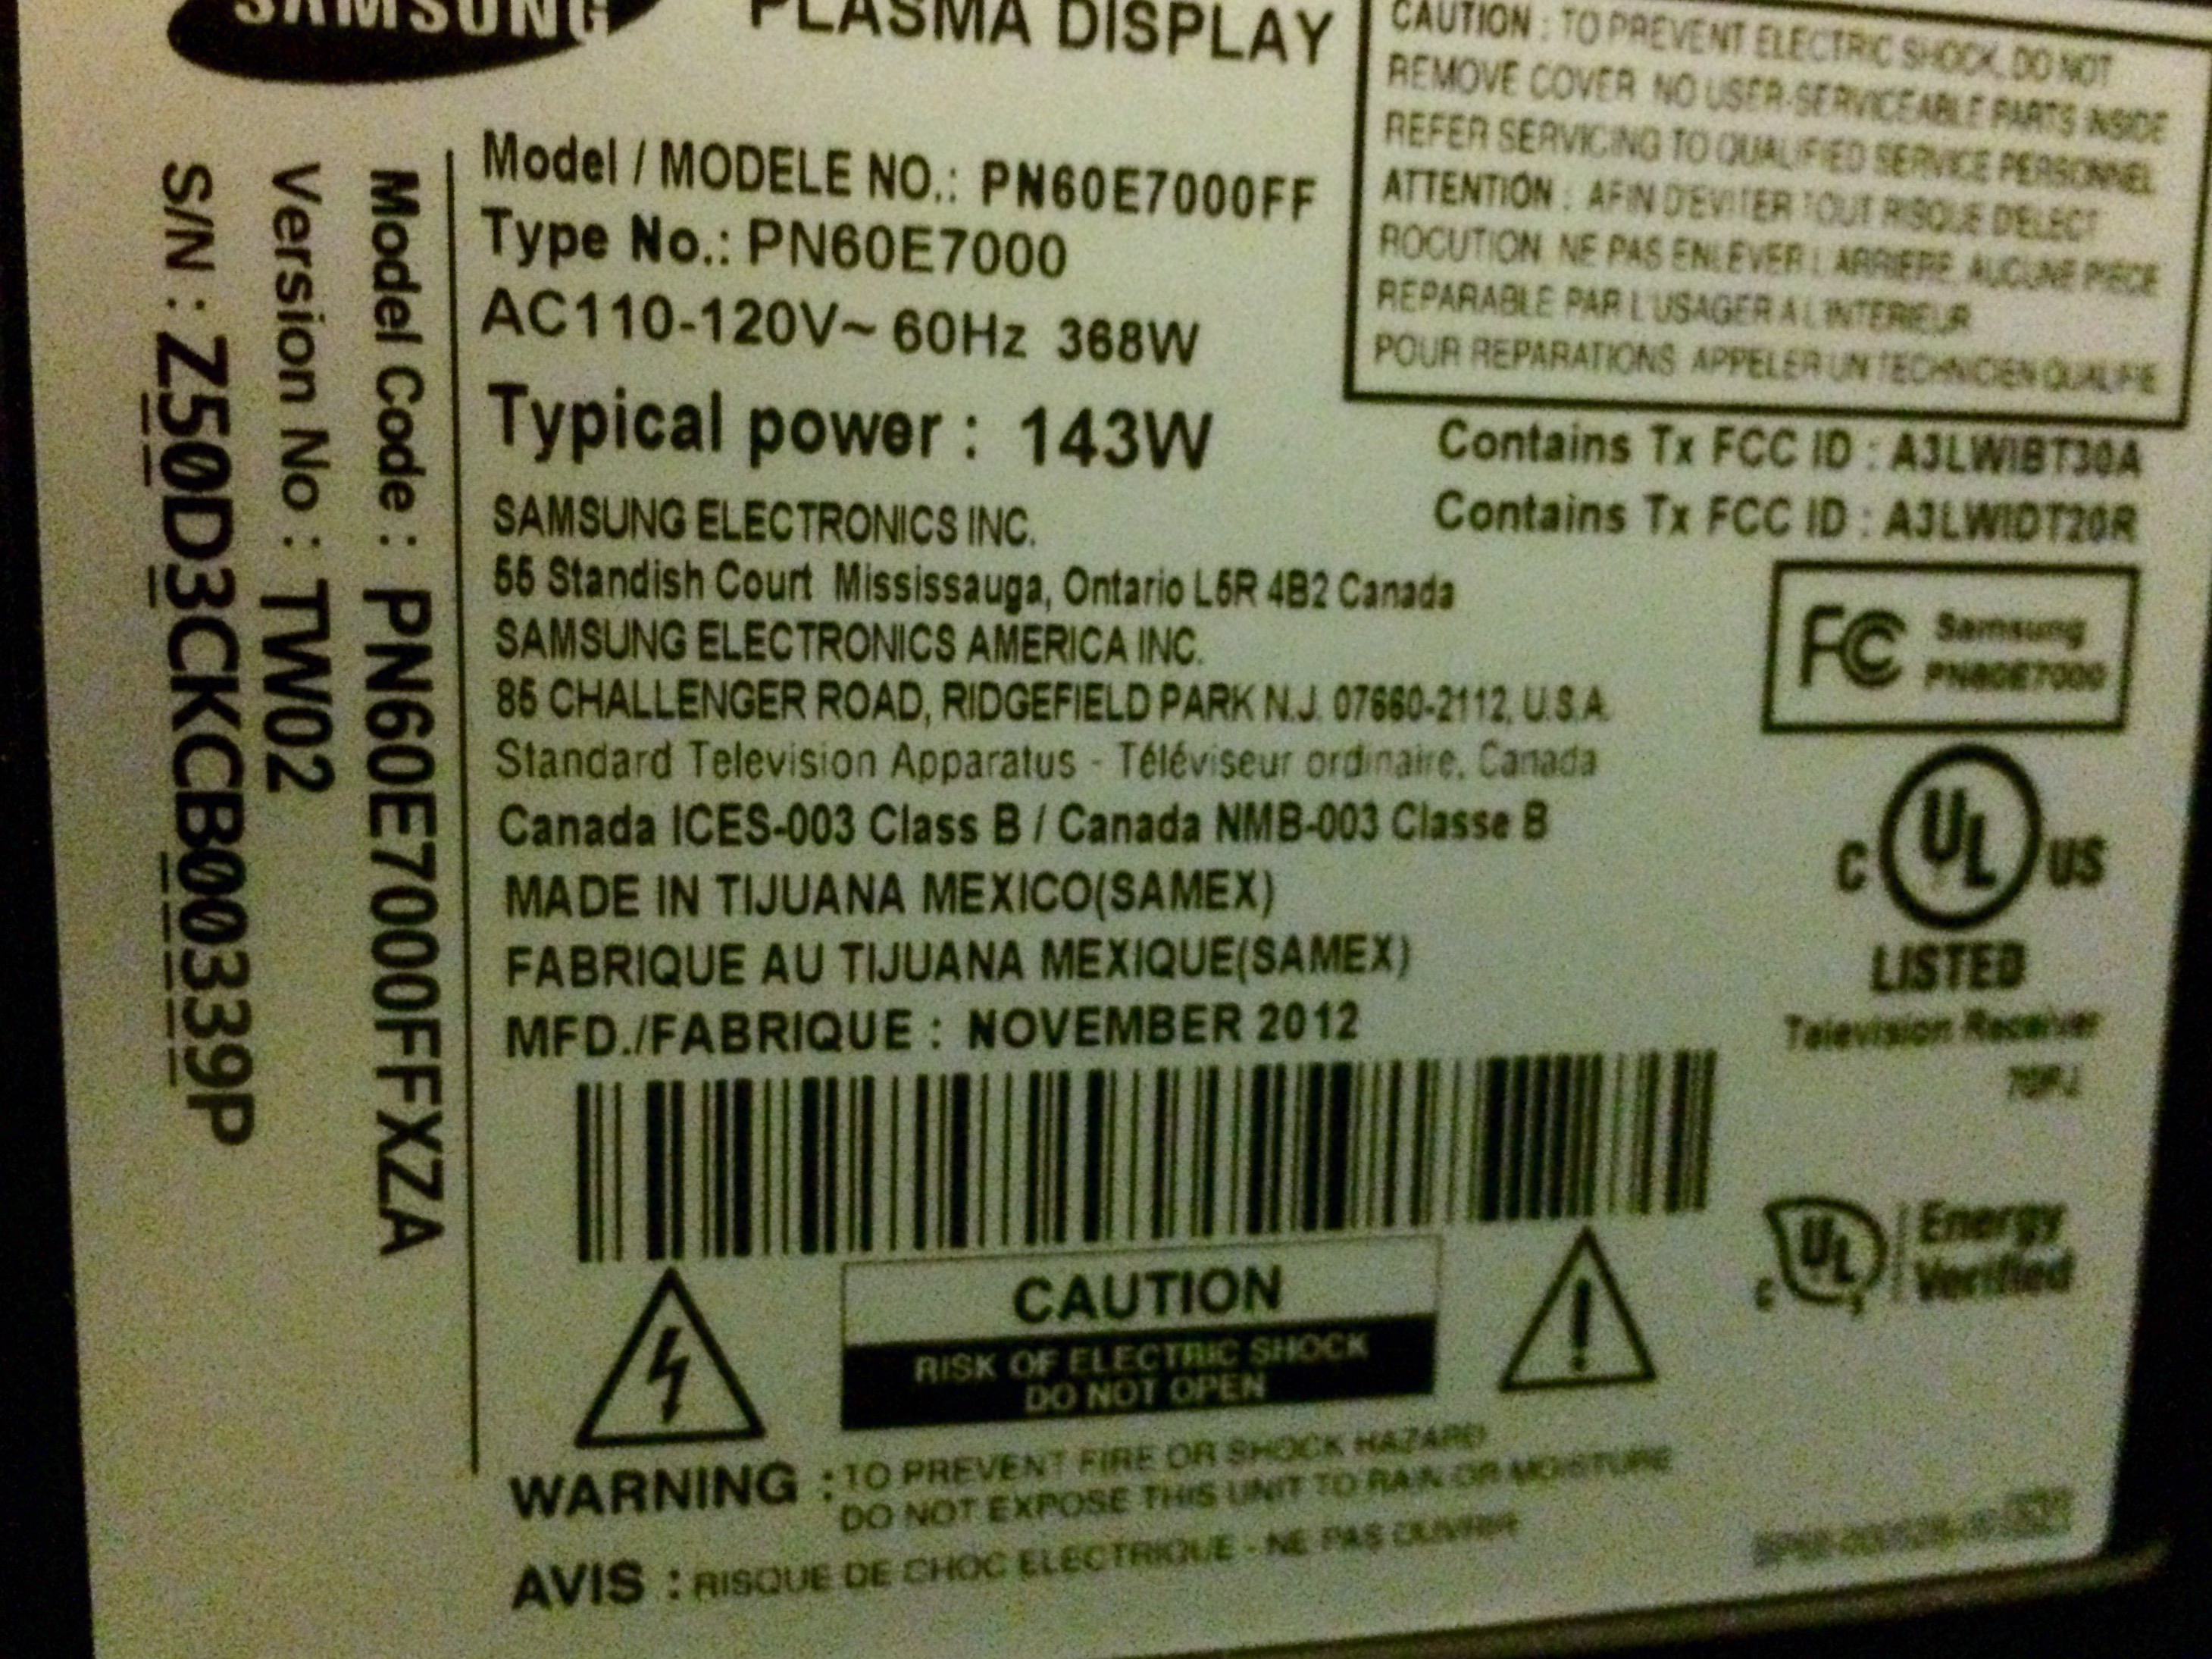 SAMSUNG
PLASMA DISPLAY
CAUTION : TO PREVENT ELECTRIC SHOCK, DO NOT
REMOVE COVER NO USER-SERVICEABLE PARTS INSIDE
REFER SERVICING TO QUALIFIED SERVICE PERSONNEL
ATTENTION : AFIN D'EVITER TOUT RISQUE D'ELECT
ROCUTION. NE PAS ENLEVER L'ARRIERE. AUCUNE PIECE
REPARABLE PAR L'USAGER A L'INTERIEUR
POUR REPARATIONS APPELER UN TECHNICIEN QUALIFIE
Model / MODELE NO.: PN60E7000FF
Type No.: PN60E7000
AC110-120V~ 60Hz 368W
Typical power : 143W
Contains Tx FCC ID : A3LWIBT30A
Contains Tx FCC ID : A3LWIDT20R
SAMSUNG ELECTRONICS INC.
55 Standish Court Mississauga, Ontario L5R 4B2 Canada
SAMSUNG ELECTRONICS AMERICA INC.
85 CHALLENGER ROAD, RIDGEFIELD PARK N.J. 07660-2112, U.S.A.
Standard Television Apparatus - Téléviseur ordinaire, Canada
Canada ICES-003 Class B / Canada NMB-003 Classe B
MADE IN TIJUANA MEXICO(SAMEX)
FABRIQUE AU TIJUANA MEXIQUE(SAMEX)
MFD./FABRIQUE : NOVEMBER 2012
FC Samsung
PN60E7000
C UL US
LISTED
Television Receiver
C UL Energy
Verified
CAUTION
RISK OF ELECTRIC SHOCK
DO NOT OPEN
WARNING : TO PREVENT FIRE OR SHOCK HAZARD
DO NOT EXPOSE THIS UNIT TO RAIN OR MOISTURE
AVIS : RISQUE DE CHOC ELECTRIQUE - NE PAS OUVRIR
Model Code : PN60E7000FFXZA
Version No : TW02
S/N : Z50D3CKCB00339P